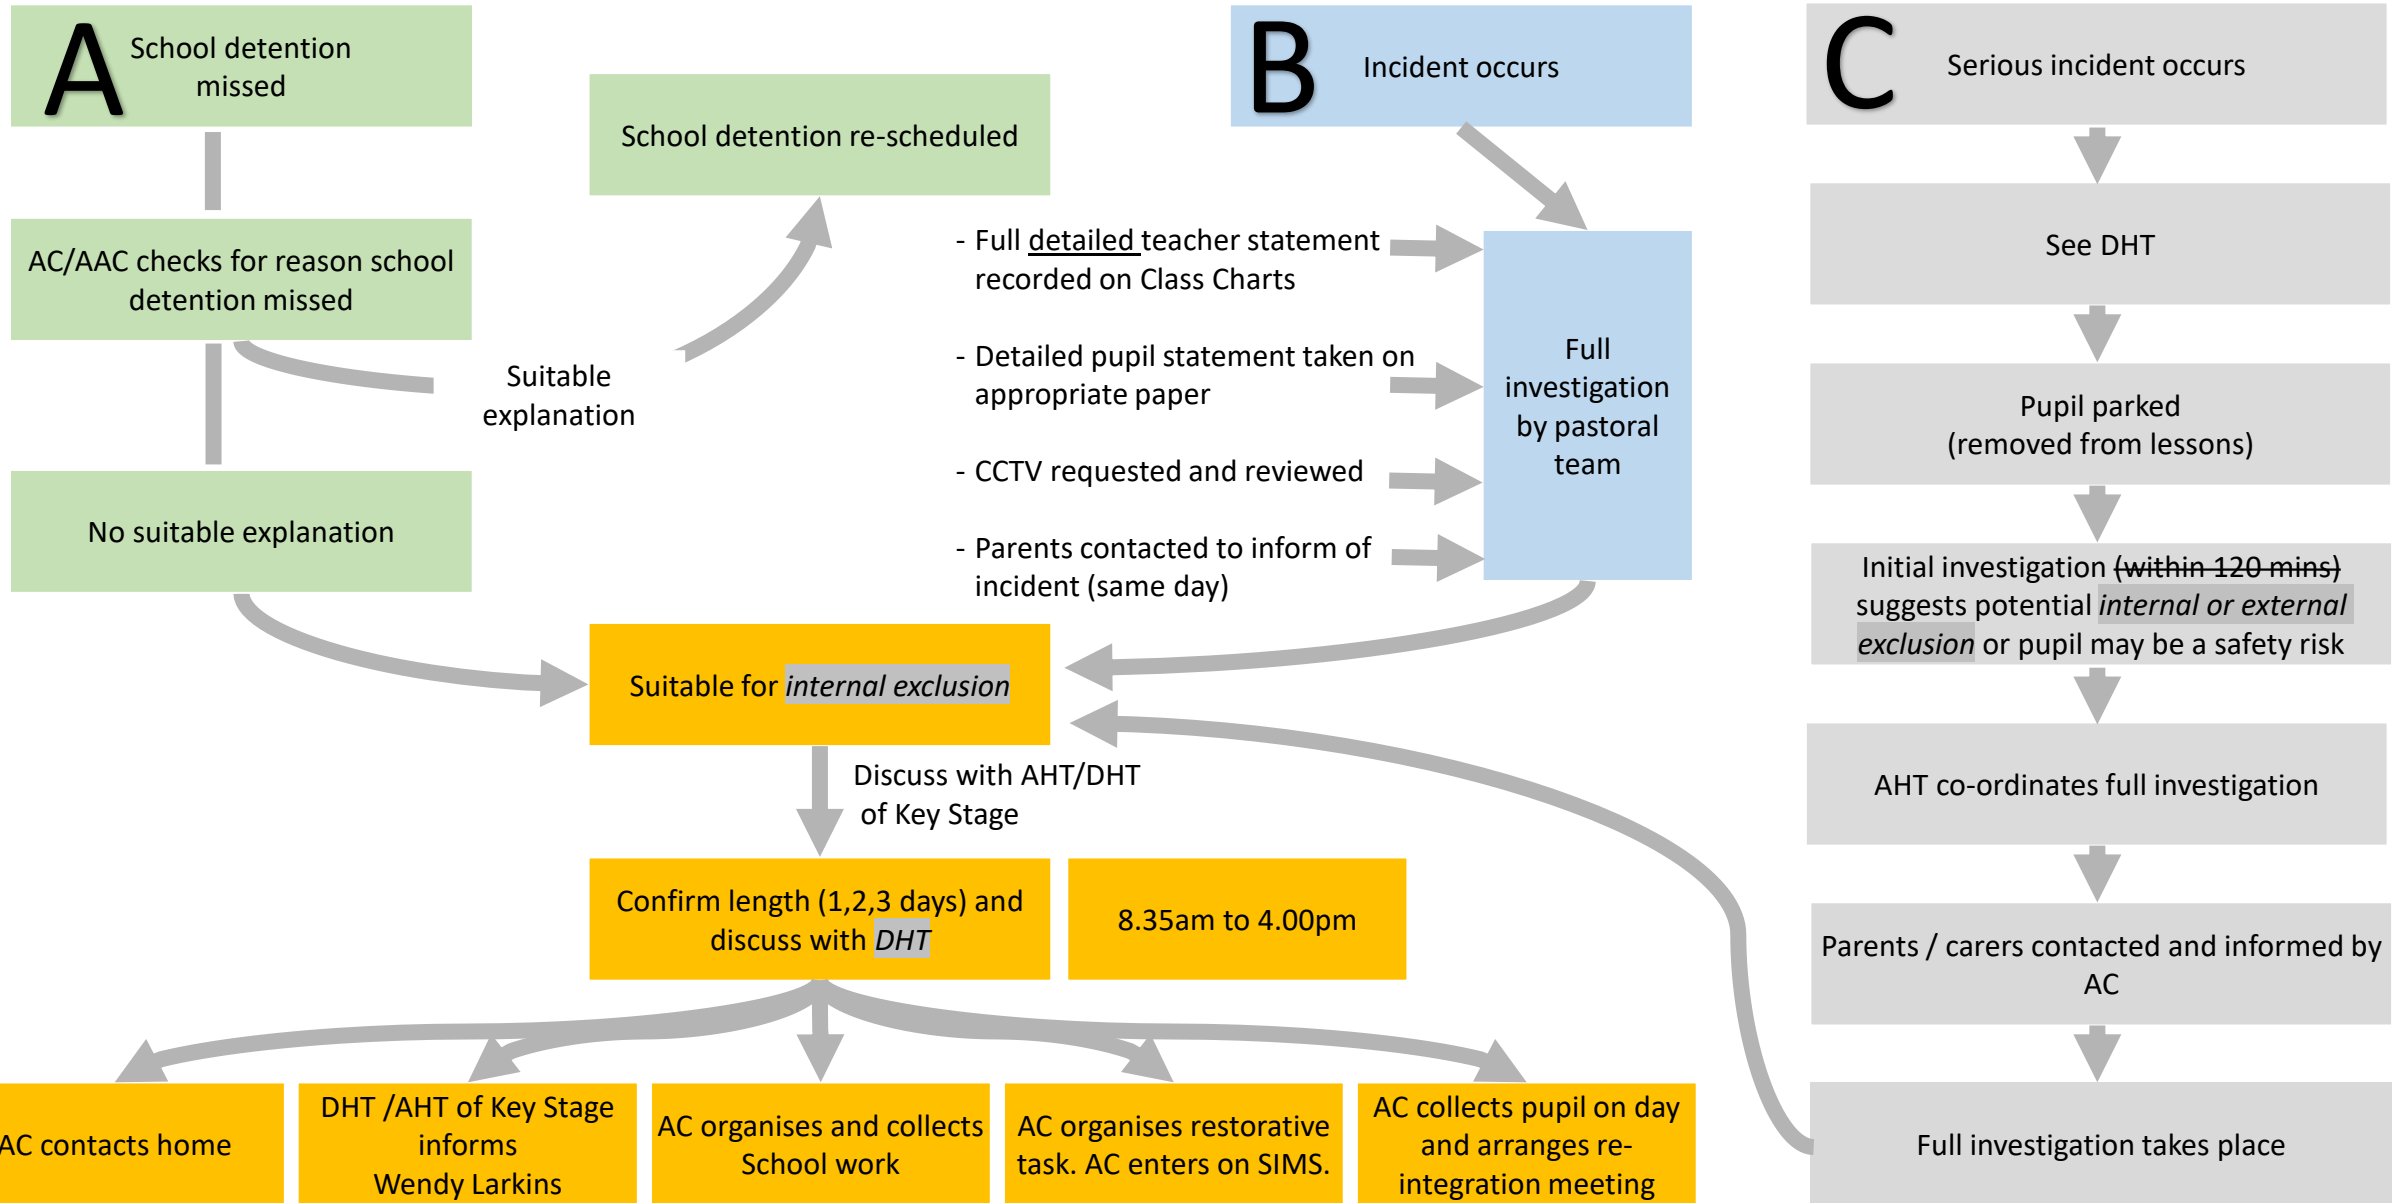 A
School detention
missed
AC/AAC checks for reason school
detention missed
Suitable
explanation
School detention re-scheduled
No suitable explanation
B
Incident occurs
- Full detailed teacher statement
recorded on Class Charts
- Detailed pupil statement taken on
appropriate paper
- CCTV requested and reviewed
- Parents contacted to inform of
incident (same day)
Full
investigation
by pastoral
team
C
Serious incident occurs
See DHT
Pupil parked
(removed from lessons)
Initial investigation (within 120 mins)
suggests potential internal or external
exclusion or pupil may be a safety risk
AHT co-ordinates full investigation
Parents / carers contacted and informed by
AC
Full investigation takes place
Suitable for internal exclusion
Discuss with AHT/DHT
of Key Stage
Confirm length (1,2,3 days) and
discuss with DHT
8.35am to 4.00pm
AC contacts home
DHT /AHT of Key Stage
informs
Wendy Larkins
AC organises and collects
School work
AC organises restorative
task. AC enters on SIMS.
AC collects pupil on day
and arranges re-
integration meeting